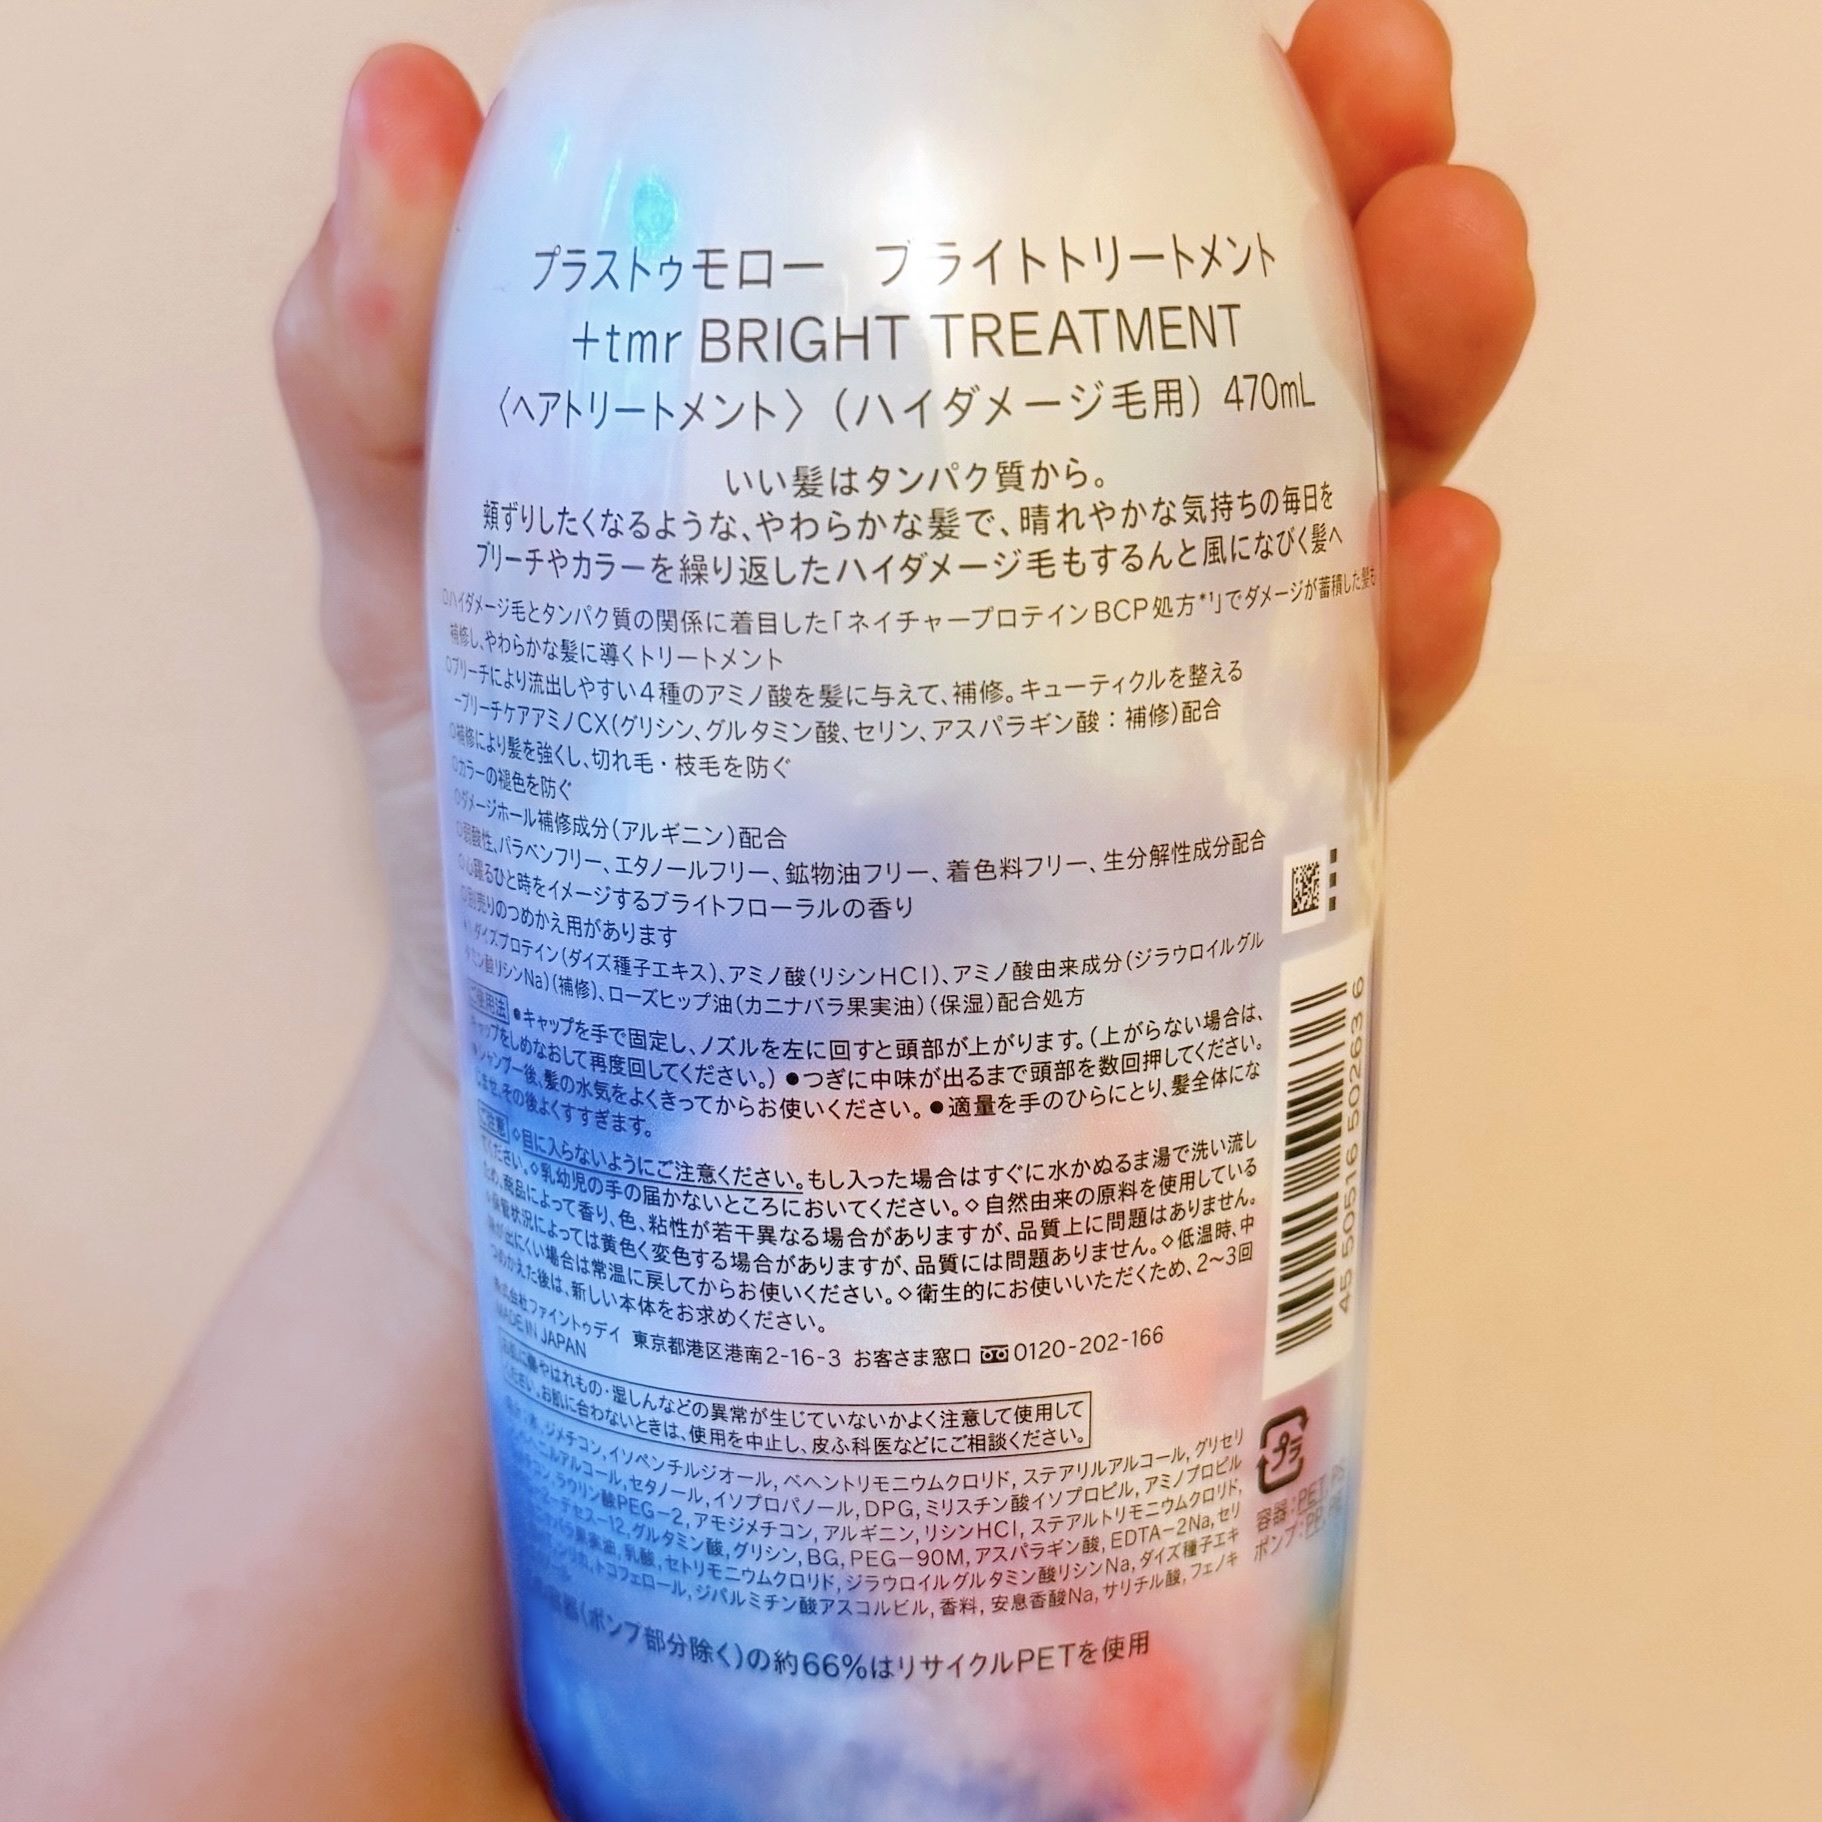 プラストゥモロー ブライトトリートメント
+tmr BRIGHT TREATMENT
〈ヘアトリートメント〉(ハイダメージ毛用) 470mL
いい髪はタンパク質から。
頬ずりしたくなるような、やわらかな髪で、晴れやかな気持ちの毎日を
ブリーチやカラーを繰り返したハイダメージ毛もするんと風になびく髪へ
○ハイダメージ毛とタンパク質の関係に着目した「ネイチャープロテインBCP処方*1」でダメージが蓄積した髪も
補修し、やわらかな髪に導くトリートメント
○ブリーチにより流出しやすい4種のアミノ酸を髪に与えて、補修。キューティクルを整える
ーブリーチケアアミノCX(グリシン、グルタミン酸、セリン、アスパラギン酸:補修)配合
○補修により髪を強くし、切れ毛・枝毛を防ぐ
○カラーの褪色を防ぐ
○ダメージホール補修成分(アルギニン)配合
○弱酸性、パラベンフリー、エタノールフリー、鉱物油フリー、着色料フリー、生分解性成分配合
○心躍るひと時をイメージするブライトフローラルの香り
○別売りのつめかえ用があります
*1 ダイズプロテイン(ダイズ種子エキス)、アミノ酸(リシンHCl)、アミノ酸由来成分(ジラウロイルグル
タミン酸リシンNa)(補修)、ローズヒップ油(カニナバラ果実油)(保湿)配合処方
ご使用法 ●キャップを手で固定し、ノズルを左に回すと頭部が上がります。(上がらない場合は、
キャップをしめなおして再度回してください。)●つぎに中味が出るまで頭部を数回押してください。
●シャンプー後、髪の水気をよくきってからお使いください。●適量を手のひらにとり、髪全体にな
じませ、その後よくすすぎます。
ご注意 ◇目に入らないようにご注意ください。もし入った場合はすぐに水かぬるま湯で洗い流し
てください。◇乳幼児の手の届かないところにおいてください。◇自然由来の原料を使用している
ため、商品によって香り、色、粘性が若干異なる場合がありますが、品質上に問題はありません。
◇保管状況によっては黄色く変色する場合がありますが、品質には問題ありません。◇低温時、中
味が出にくい場合は常温に戻してからお使いください。◇衛生的にお使いいただくため、2〜3回
つめかえた後は、新しい本体をお求めください。
株式会社ファイントゥデイ 東京都港区港南2-16-3 お客さま窓口 0120-202-166
MADE IN JAPAN
お肌に傷やはれもの・湿しんなどの異常が生じていないかよく注意して使用して
ください。お肌に合わないときは、使用を中止し、皮ふ科医などにご相談ください。
水, ジメチコン, イソペンチルジオール, ベヘントリモニウムクロリド, ステアリルアルコール, グリセリ
ベヘニルアルコール, セタノール, イソプロパノール, DPG, ミリスチン酸イソプロピル, アミノプロピル
ラウリン酸PEG-2, アモジメチコン, アルギニン, リシンHCl, ステアルトリモニウムクロリド,
デセス-12, グルタミン酸, グリシン, BG, PEG-90M, アスパラギン酸, EDTA-2Na, セリ
果実油, 乳酸, セトリモニウムクロリド, ジラウロイルグルタミン酸リシンNa, ダイズ種子エキ
トコフェロール, ジパルミチン酸アスコルビル, 香料, 安息香酸Na, サリチル酸, フェノキ
(ポンプ部分除く)の約66%はリサイクルPETを使用
45 50516 50263 6
プラ
容器:PET, PS
ポンプ:PP,